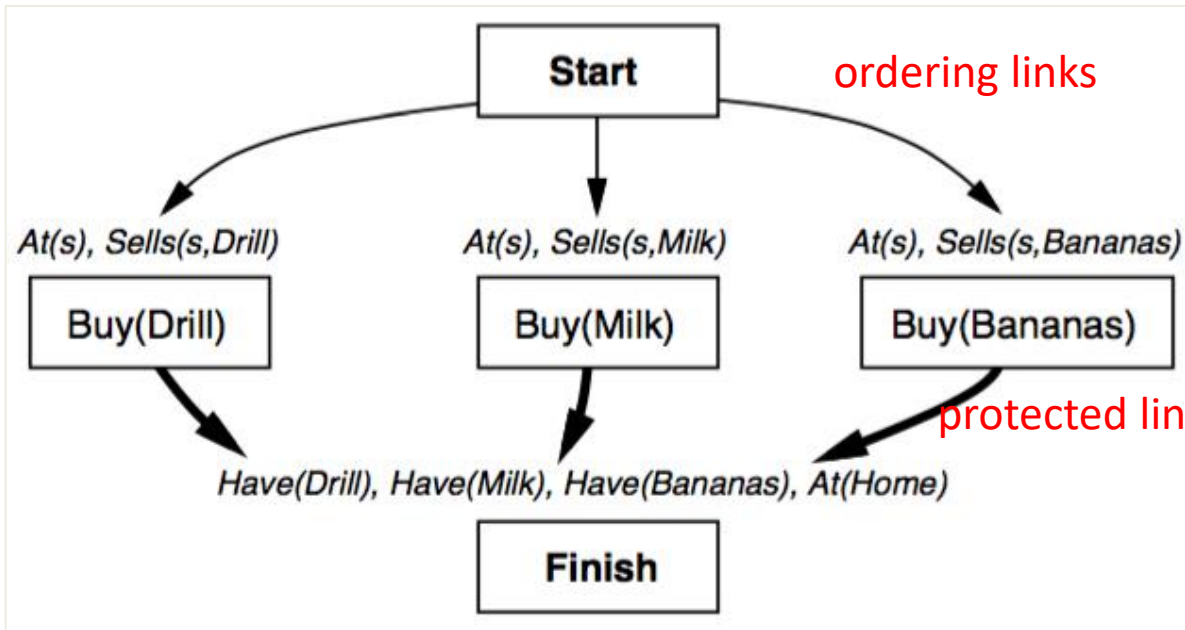 Start
ordering links
At(s), Sells(s,Drill)
At(s), Sells(s,Milk)
At(s), Sells(s,Bananas)
Buy(Drill)
Buy(Milk)
Buy(Bananas)
protected lin
Have(Drill), Have(Milk), Have(Bananas), At(Home)
Finish